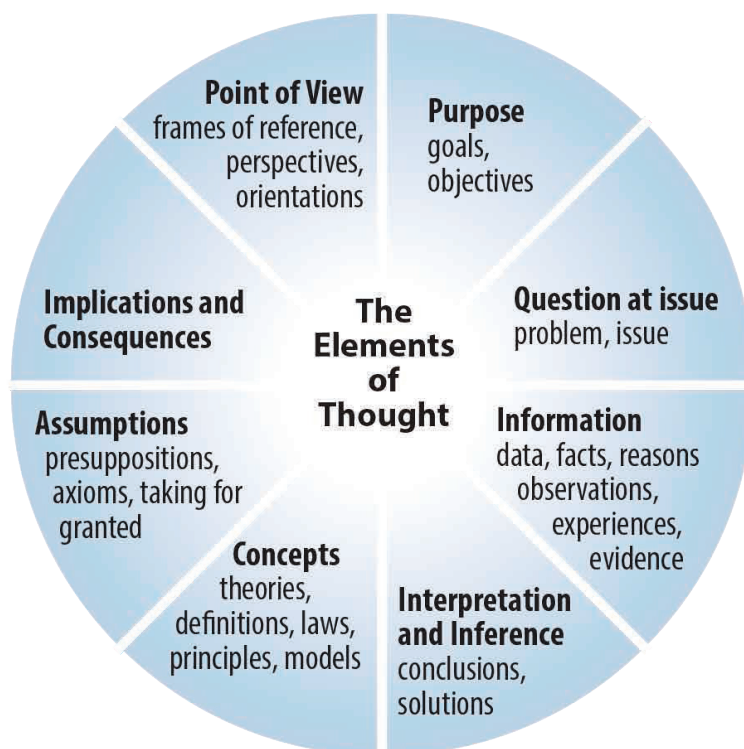 The
Elements
of
Thought
Purpose
goals,
objectives
Question at issue
problem, issue
Information
data, facts, reasons
observations,
experiences,
evidence
Interpretation
and Inference
conclusions,
solutions
Concepts
theories,
definitions, laws,
principles, models
Assumptions
presuppositions,
axioms, taking for
granted
Implications and
Consequences
Point of View
frames of reference,
perspectives,
orientations